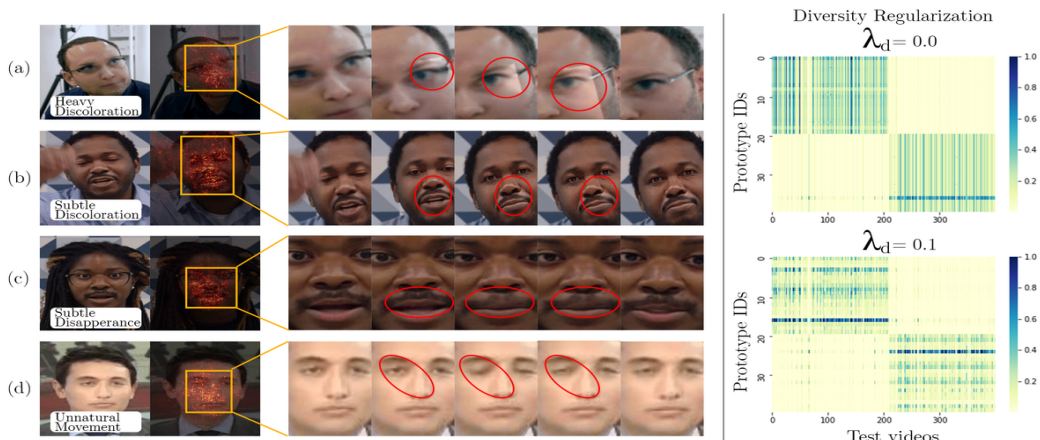 (a)
Heavy
Discoloration
(b)
Subtle
Discoloration
(c)
Subtle
Disapperance
(d)
Unnatural
Movement
Diversity Regularization
λd= 0.0
Prototype IDs
0
10
20
30
0
100
200
300
1.0
0.8
0.6
0.4
0.2
λd= 0.1
Prototype IDs
0
10
20
30
0
100
200
300
1.0
0.8
0.6
0.4
0.2
Test videos